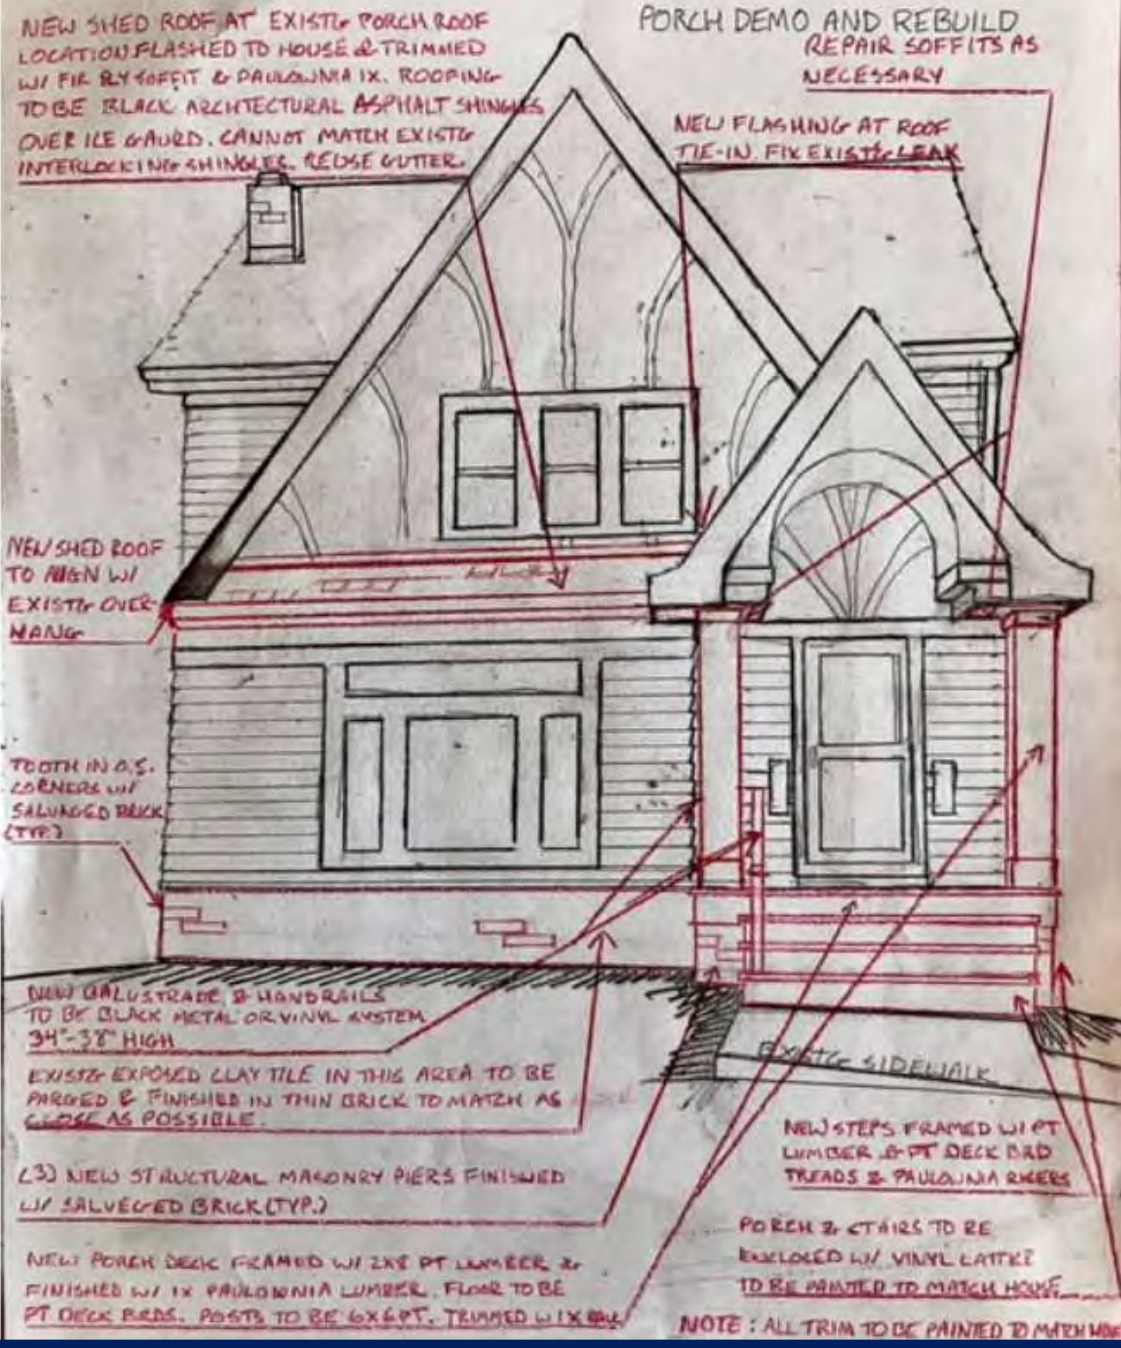 PORCH DEMO AND REBUILD
NEW SHED ROOF AT EXIST'G PORCH ROOF
LOCATION FLASHED TO HOUSE & TRIMMED
W/ FIR PLY SOFFIT & PAULOWNIA 1X. ROOFING
TO BE BLACK ARCHITECTURAL ASPHALT SHINGLES
OVER ICE GAURD. CANNOT MATCH EXIST'G
INTERLOCKING SHINGLES. REUSE GUTTER.
REPAIR SOFFITS AS
NECESSARY
NEW FLASHING AT ROOF
TIE-IN. FIX EXIST'G LEAK
NEW SHED ROOF
TO ALIGN W/
EXIST'G OVER-
HANG
TOOTH IN O.S.
CORNERS W/
SALVAGED BRICK
(TYP.)
NEW BALUSTRADE & HANDRAILS
TO BE BLACK METAL OR VINYL SYSTEM
34"-38" HIGH
EXIST'G SIDEWALK
EXIST'G EXPOSED CLAY TILE IN THIS AREA TO BE
PARGED & FINISHED IN THIN BRICK TO MATCH AS
CLOSE AS POSSIBLE.
NEW STEPS FRAMED W/ PT
LUMBER & PT DECK BRD
TREADS & PAULOWNIA RISERS
(3) NEW STRUCTURAL MASONRY PIERS FINISHED
W/ SALVEGED BRICK (TYP.)
PORCH & STAIRS TO BE
ENCLOSED W/ VINYL LATTICE
TO BE PAINTED TO MATCH HOUSE
NEW PORCH DECK FRAMED W/ 2X8 PT LUMBER &
FINISHED W/ 1X PAULOWNIA LUMBER. FLOOR TO BE
PT DECK BRDS. POSTS TO BE 6X6 PT. TRIMMED W/ 1X
NOTE: ALL TRIM TO BE PAINTED TO MATCH